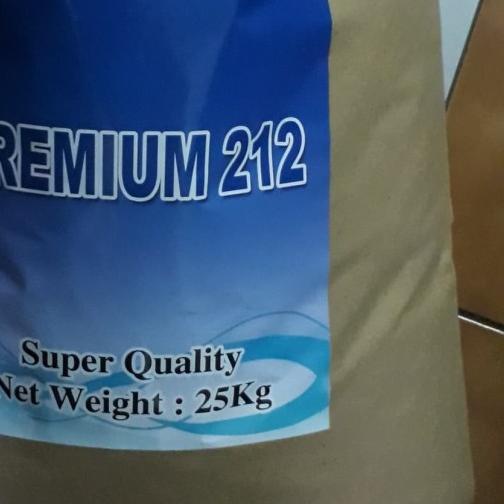 REMIUM 212
Super Quality
Net Weight : 25Kg